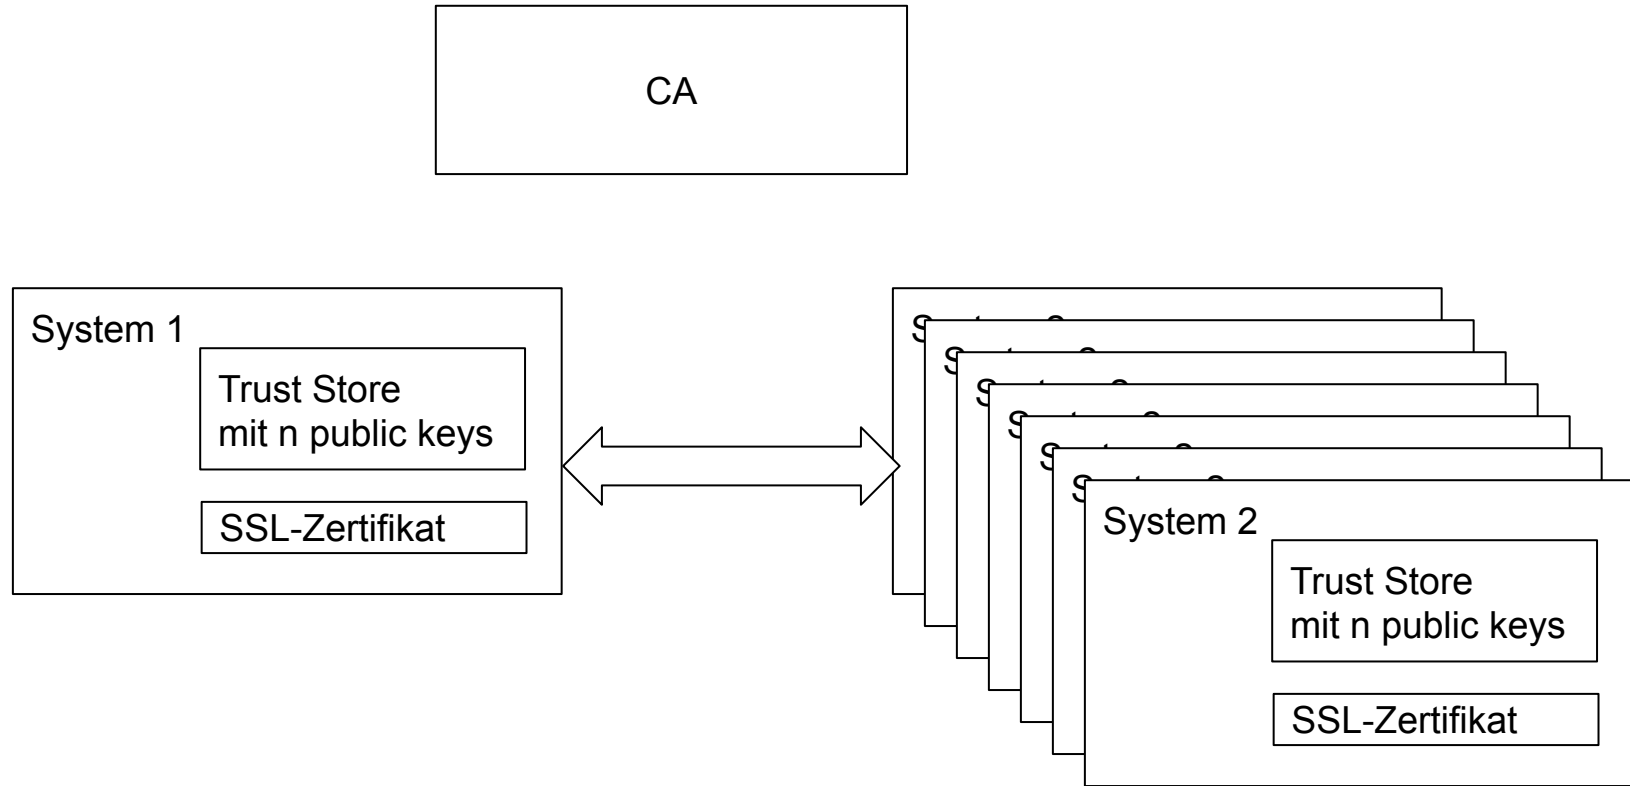 CA
System 1
Trust Store
mit n public keys
SSL-Zertifikat
System 2
Trust Store
mit n public keys
SSL-Zertifikat